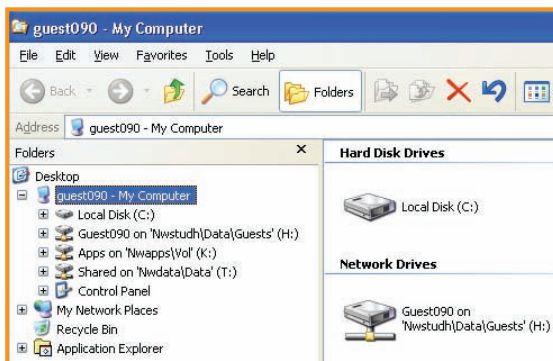 guest090 - My Computer
File Edit View Favorites Tools Help
Back Search Folders
Address guest090 - My Computer
Folders x
Desktop
guest090 - My Computer
Local Disk (C:)
Guest090 on 'Nwstudh\Data\Guests' (H:)
Apps on 'Nwapps\Vol' (K:)
Shared on 'Nwdata\Data' (T:)
Control Panel
My Network Places
Recycle Bin
Application Explorer
Hard Disk Drives
Local Disk (C:)
Network Drives
Guest090 on
'Nwstudh\Data\Guests' (H:)